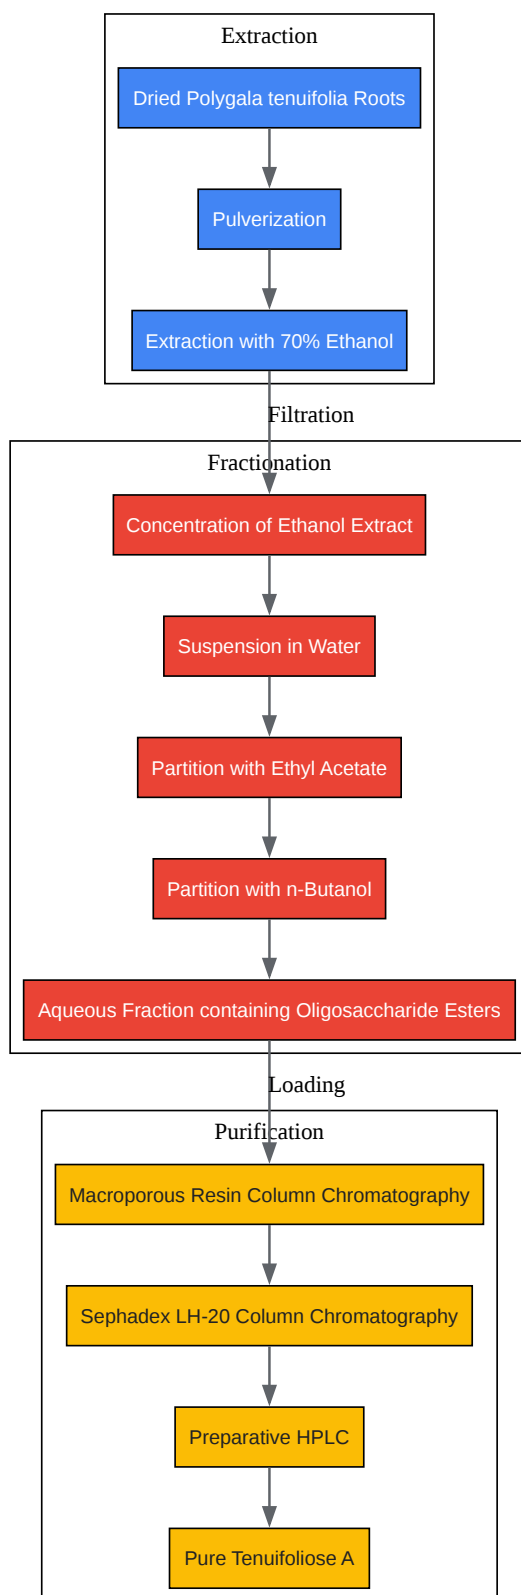 Extraction
Dried Polygala tenuifolia Roots
Pulverization
Extraction with 70% Ethanol
Filtration
Fractionation
Concentration of Ethanol Extract
Suspension in Water
Partition with Ethyl Acetate
Partition with n-Butanol
Aqueous Fraction containing Oligosaccharide Esters
Loading
Purification
Macroporous Resin Column Chromatography
Sephadex LH-20 Column Chromatography
Preparative HPLC
Pure Tenuifoliose A